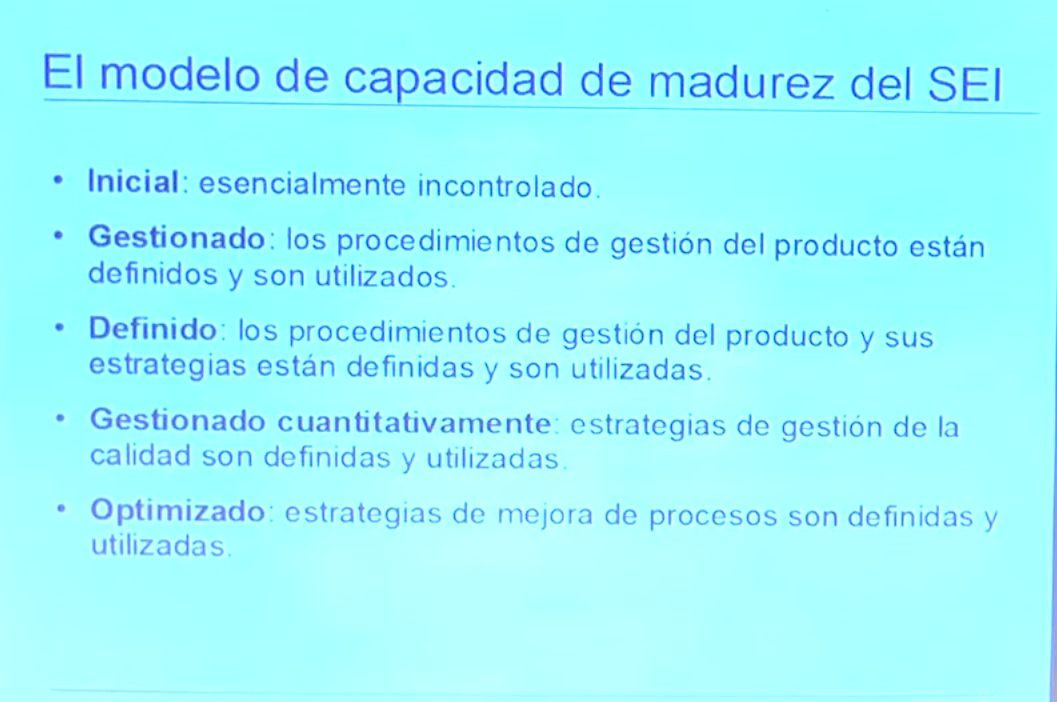 El modelo de capacidad de madurez del SEI
• Inicial: esencialmente incontrolado.
• Gestionado: los procedimientos de gestión del producto están
definidos y son utilizados.
• Definido: los procedimientos de gestión del producto y sus
estrategias están definidas y son utilizadas.
• Gestionado cuantitativamente: estrategias de gestión de la
calidad son definidas y utilizadas.
• Optimizado: estrategias de mejora de procesos son definidas y
utilizadas.